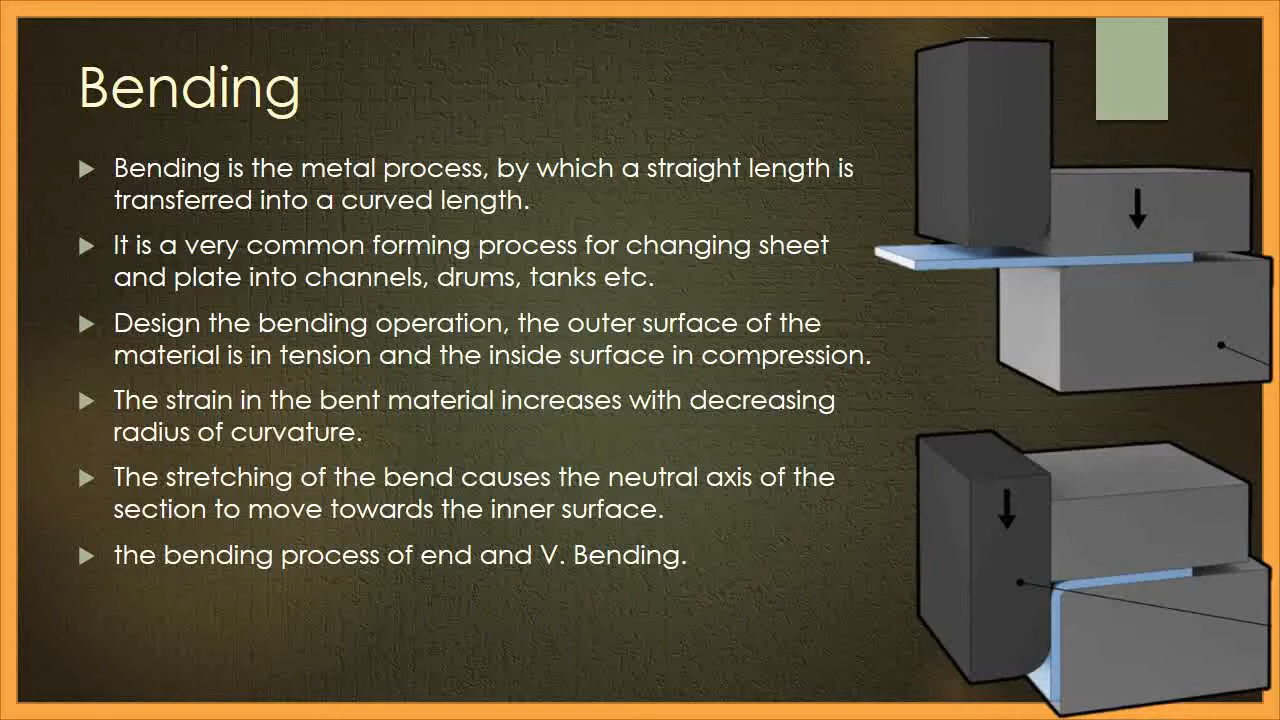 Bending
Bending is the metal process, by which a straight length is
transferred into a curved length.
It is a very common forming process for changing sheet
and plate into channels, drums, tanks etc.
Design the bending operation, the outer surface of the
material is in tension and the inside surface in compression.
The strain in the bent material increases with decreasing
radius of curvature.
The stretching of the bend causes the neutral axis of the
section to move towards the inner surface.
the bending process of end and V. Bending.